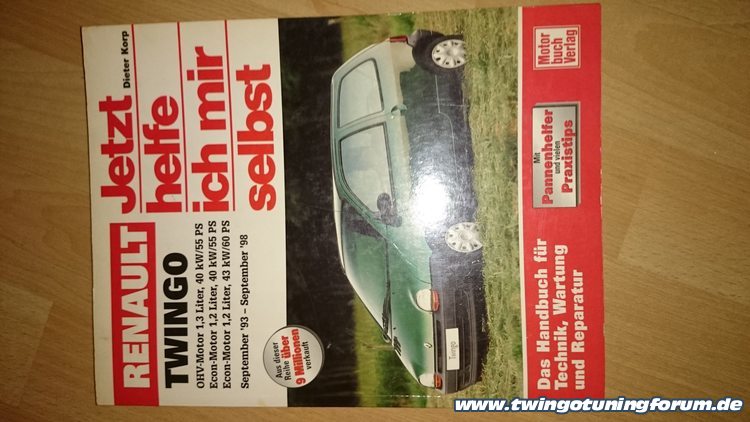 Dieter Korp
Jetzt
helfe
ich mir
selbst
RENAULT
TWINGO
OHV-Motor 1,3 Liter, 40 kW/55 PS
Econ-Motor 1,2 Liter, 40 kW/55 PS
Econ-Motor 1,2 Liter, 43 kW/60 PS
September '93 – September '98
Aus dieser
Reihe über
9 Millionen
verkauft
Twingo
Motor
buch
Verlag
Mit
Pannenhelfer
und vielen
Praxistips
Das Handbuch für
Technik, Wartung
und Reparatur
www.twingotuningforum.de